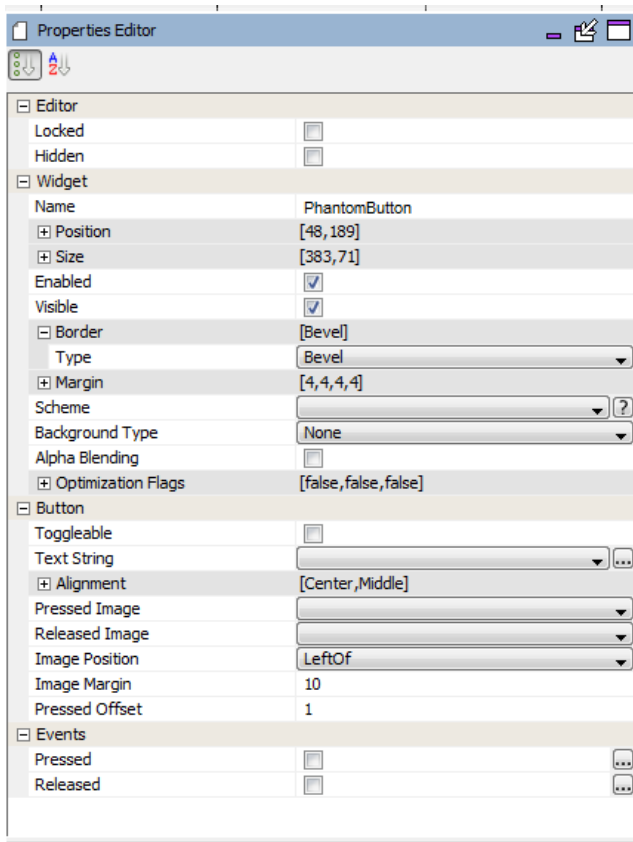 Properties Editor
A
Z
Editor
Locked
Hidden
Widget
Name PhantomButton
Position [48,189]
Size [383,71]
Enabled
Visible
Border [Bevel]
Type Bevel
Margin [4,4,4,4]
Scheme ?
Background Type None
Alpha Blending
Optimization Flags [false,false,false]
Button
Toggleable
Text String ...
Alignment [Center,Middle]
Pressed Image
Released Image
Image Position LeftOf
Image Margin 10
Pressed Offset 1
Events
Pressed ...
Released ...